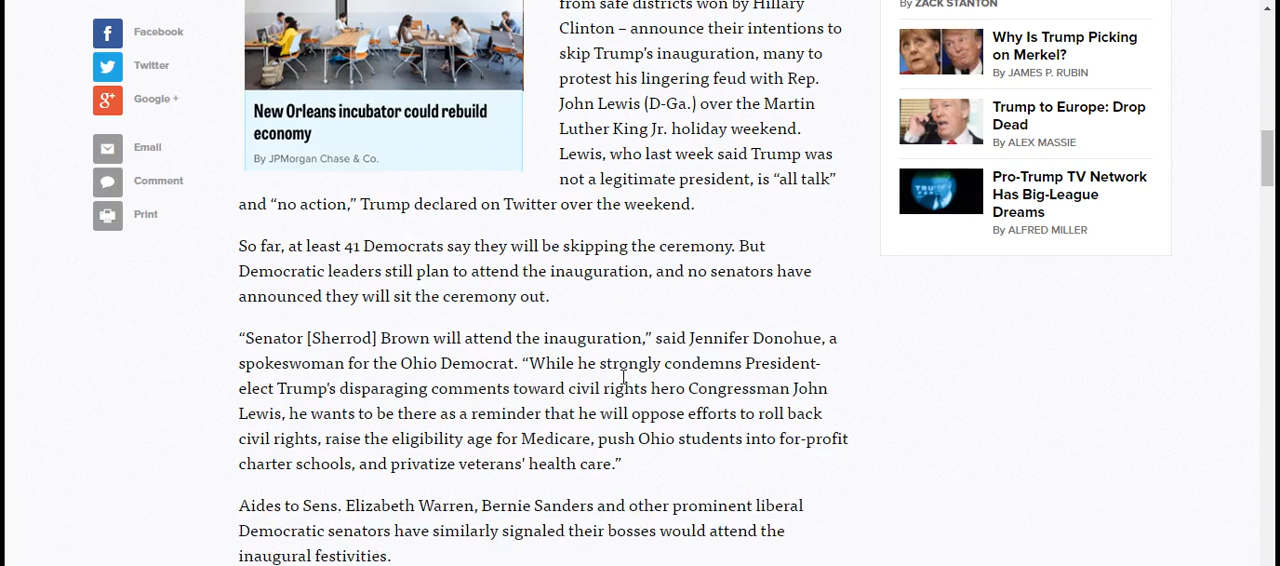 Facebook
Twitter
Google +
Email
Comment
Print
New Orleans incubator could rebuild
economy
By JPMorgan Chase & Co.
from safe districts won by Hillary
Clinton – announce their intentions to
skip Trump’s inauguration, many to
protest his lingering feud with Rep.
John Lewis (D-Ga.) over the Martin
Luther King Jr. holiday weekend.
Lewis, who last week said Trump was
not a legitimate president, is “all talk”
and “no action,” Trump declared on Twitter over the weekend.
So far, at least 41 Democrats say they will be skipping the ceremony. But
Democratic leaders still plan to attend the inauguration, and no senators have
announced they will sit the ceremony out.
“Senator [Sherrod] Brown will attend the inauguration,” said Jennifer Donohue, a
spokeswoman for the Ohio Democrat. “While he strongly condemns President-
elect Trump’s disparaging comments toward civil rights hero Congressman John
Lewis, he wants to be there as a reminder that he will oppose efforts to roll back
civil rights, raise the eligibility age for Medicare, push Ohio students into for-profit
charter schools, and privatize veterans’ health care.”
Aides to Sens. Elizabeth Warren, Bernie Sanders and other prominent liberal
Democratic senators have similarly signaled their bosses would attend the
inaugural festivities.
By ZACK STANTON
Why Is Trump Picking
on Merkel?
By JAMES P. RUBIN
Trump to Europe: Drop
Dead
By ALEX MASSIE
Pro-Trump TV Network
Has Big-League
Dreams
By ALFRED MILLER